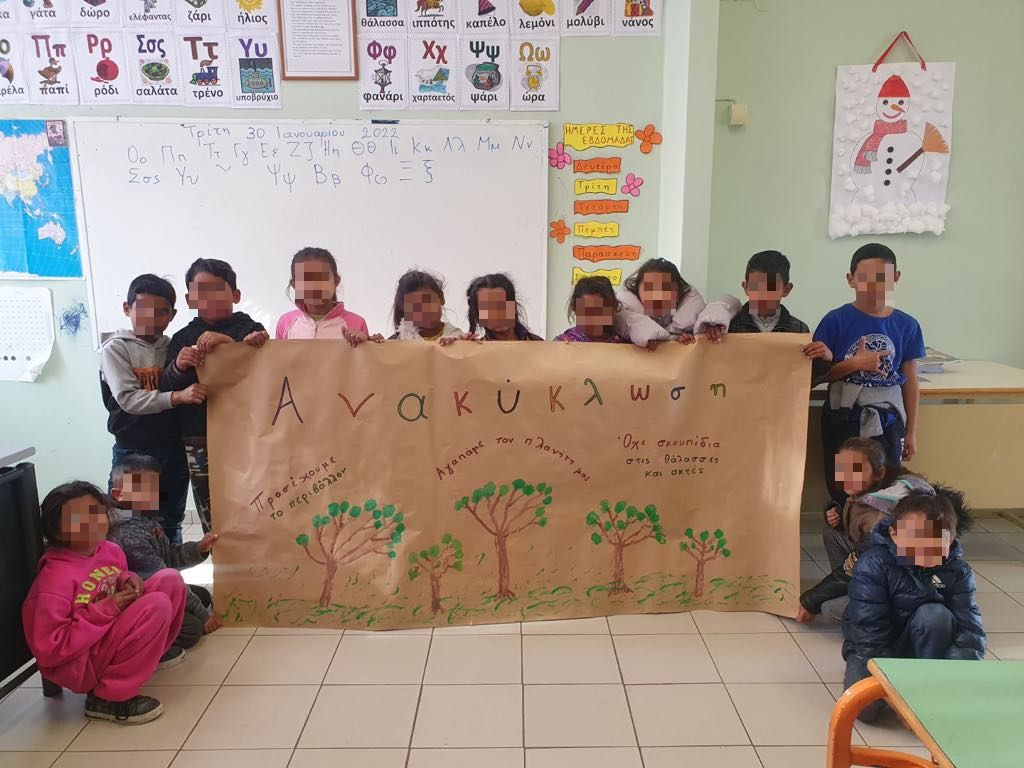 γάτα δώρο ελέφαντας ζάρι ήλιος
θάλασσα ιππότης καπέλο λεμόνι μολύβι νάνος
Ππ Ρρ Σσς Ττ Υυ
παπί ρόδι σαλάτα τρένο υποβρύχιο
Φφ Χχ Ψψ Ωω
φανάρι χαρταετός ψάρι ώρα
Τρίτη 30 Ιανουαρίου 2022
Οο Ππ Ττ Γγ Εε Ζζ Ηη Θθ Ιι Κκ Λλ Μμ Νν
Σσς Υυ Ψψ Ββ Φφ Ξξ
ΗΜΕΡΕΣ ΤΗΣ
ΕΒΔΟΜΑΔΑΣ
Δευτέρα
Τρίτη
Τετάρτη
Πέμπτη
Παρασκευή
Ανακύκλωση
Προσέχουμε
το περιβάλλον
Αγαπάμε τον πλανήτη μας
Όχι σκουπίδια
στις θάλασσες
και ακτές